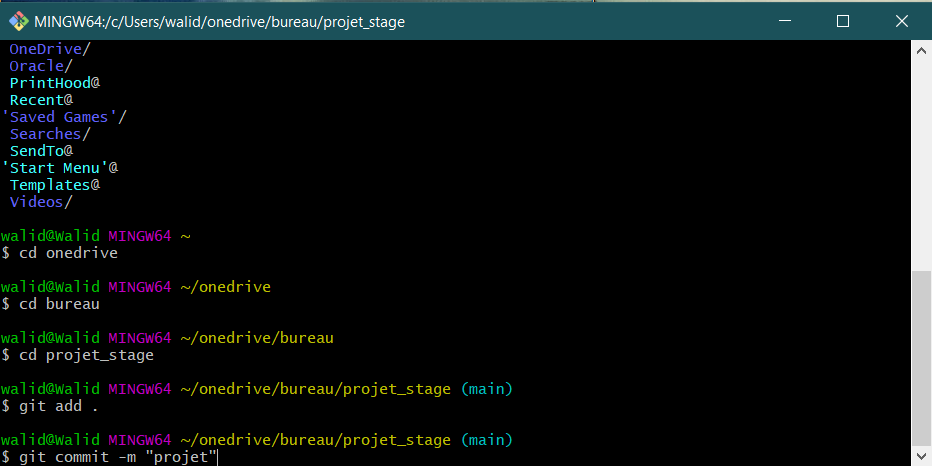 MINGW64:/c/Users/walid/onedrive/bureau/projet_stage
OneDrive/
Oracle/
PrintHood@
Recent@
'Saved Games'/
Searches/
SendTo@
'Start Menu'@
Templates@
Videos/
walid@Walid MINGW64 ~
$ cd onedrive
walid@Walid MINGW64 ~/onedrive
$ cd bureau
walid@Walid MINGW64 ~/onedrive/bureau
$ cd projet_stage
walid@Walid MINGW64 ~/onedrive/bureau/projet_stage (main)
$ git add .
walid@Walid MINGW64 ~/onedrive/bureau/projet_stage (main)
$ git commit -m "projet"